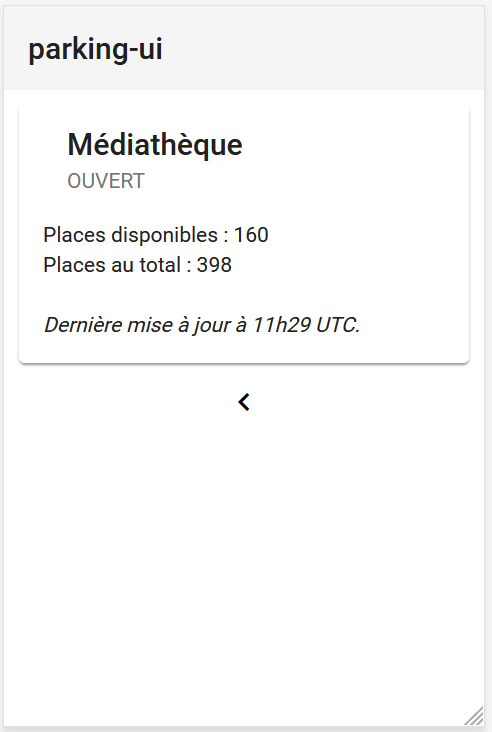 parking-ui
Médiathèque
OUVERT
Places disponibles : 160
Places au total : 398
Dernière mise à jour à 11h29 UTC.